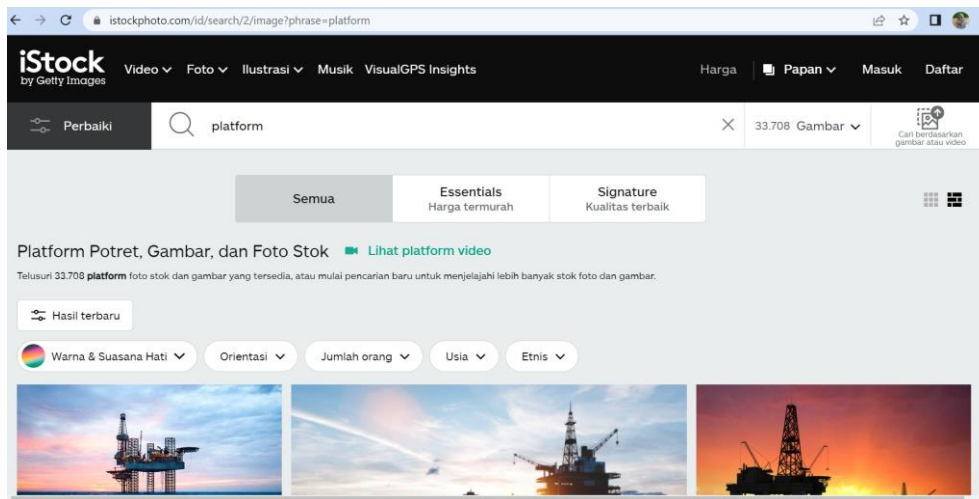 istockphoto.com/id/search/2/image?phrase=platform
iStock
by Getty Images
Video Foto Ilustrasi Musik VisualGPS Insights Harga Papan Masuk Daftar
Perbaiki platform 33.708 Gambar
Cari berdasarkan
gambar atau video
Semua
Essentials
Harga termurah
Signature
Kualitas terbaik
Platform Potret, Gambar, dan Foto Stok Lihat platform video
Telusuri 33.708 platform foto stok dan gambar yang tersedia, atau mulai pencarian baru untuk menjelajahi lebih banyak stok foto dan gambar.
Hasil terbaru
Warna & Suasana Hati Orientasi Jumlah orang Usia Etnis